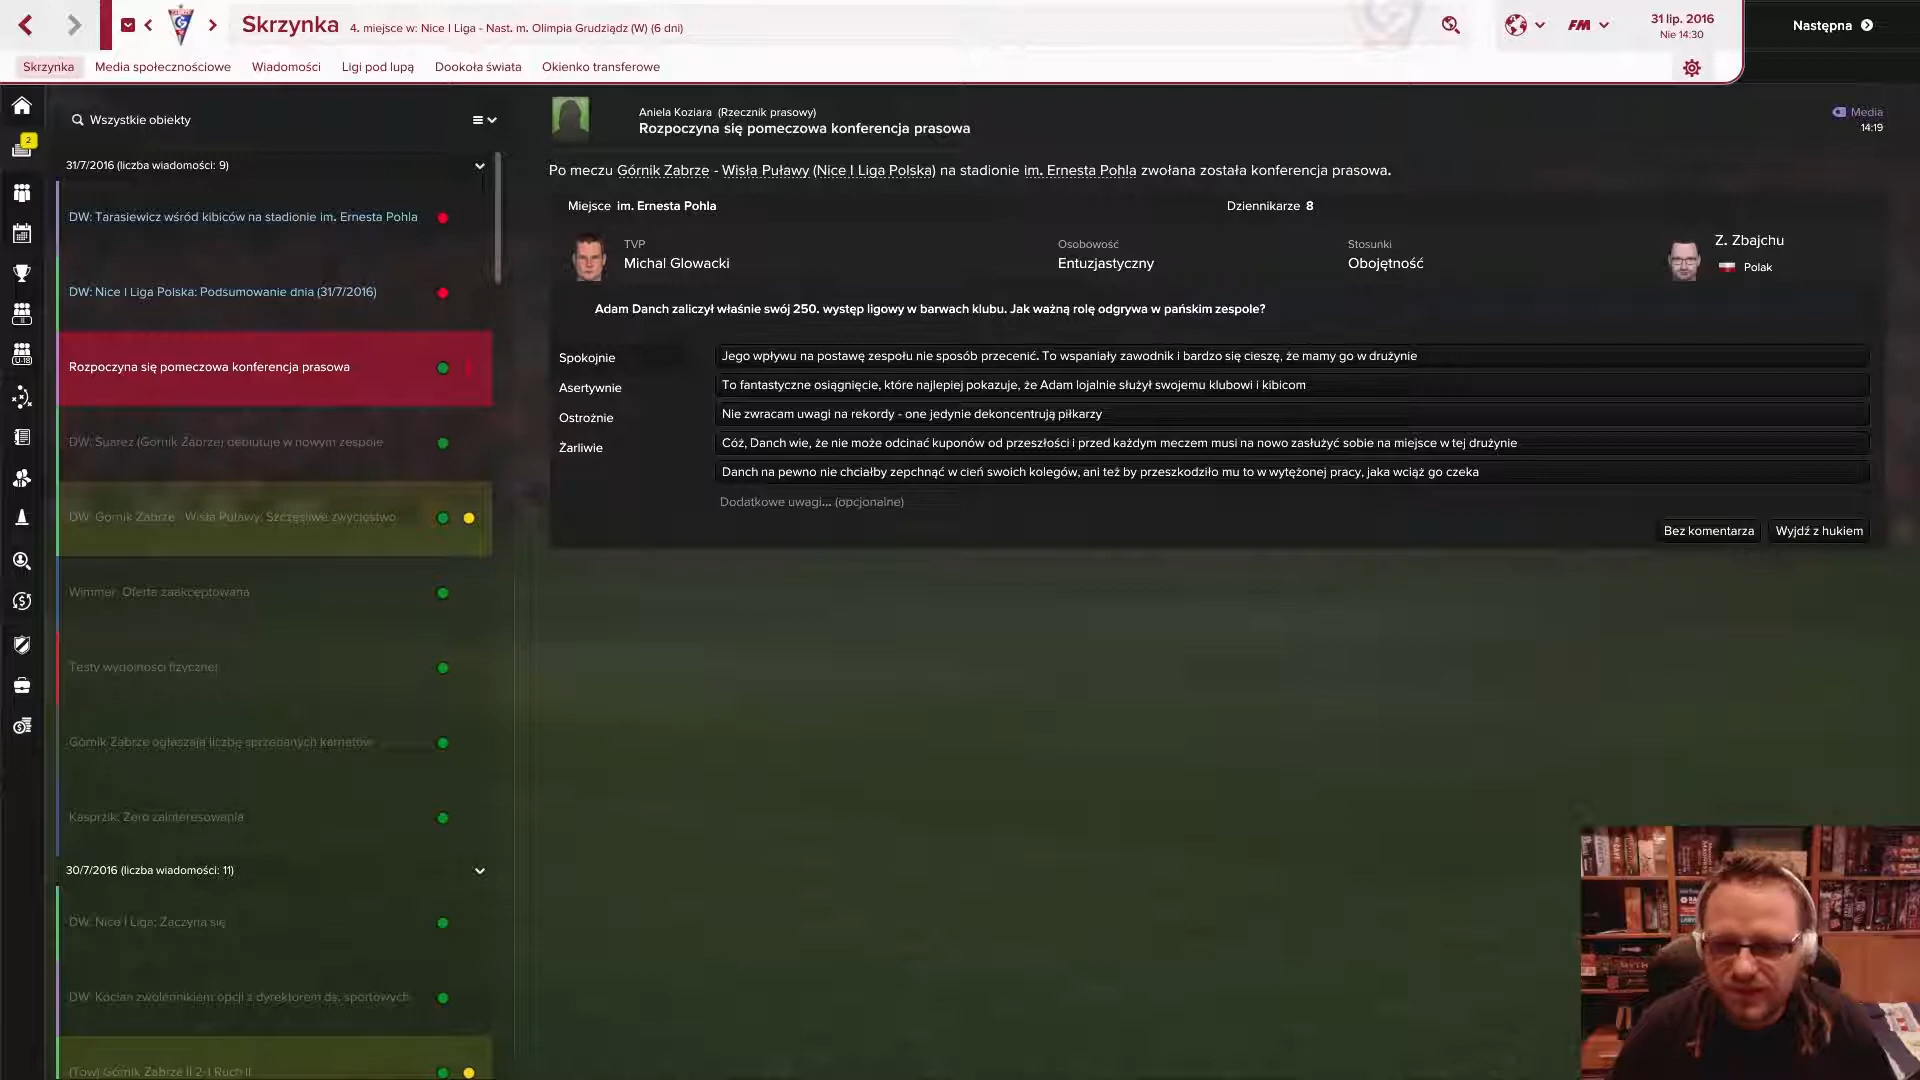 Skrzynka
4. miejsce w: Nice I Liga - Nast. m. Olimpia Grudziądz (W) (6 dni)
FM
31 lip. 2016
Nie 14:30
Następna
Skrzynka
Media społecznościowe
Wiadomości
Ligi pod lupą
Dookoła świata
Okienko transferowe
2
Wszystkie obiekty
31/7/2016 (liczba wiadomości: 9)
DW: Tarasiewicz wśród kibiców na stadionie im. Ernesta Pohla
DW: Nice I Liga Polska: Podsumowanie dnia (31/7/2016)
Rozpoczyna się pomeczowa konferencja prasowa
DW: Suarez (Górnik Zabrze) debiutuje w nowym zespole
DW: Górnik Zabrze - Wisła Puławy: Szczęśliwe zwycięstwo
Wimmer: Oferta zaakceptowana
Testy wydolności fizycznej
Górnik Zabrze ogłaszają liczbę sprzedanych karnetów
Kasprzik: Zero zainteresowania
30/7/2016 (liczba wiadomości: 11)
DW: Nice I Liga: Zaczyna się
DW: Kocian zwolennikiem opcji z dyrektorem ds. sportowych
(Tow) Górnik Zabrze II 2-1 Ruch II
II
U-18
Aniela Koziara (Rzecznik prasowy)
Rozpoczyna się pomeczowa konferencja prasowa
Media
14:19
Po meczu Górnik Zabrze - Wisła Puławy (Nice I Liga Polska) na stadionie im. Ernesta Pohla zwołana została konferencja prasowa.
Miejsce im. Ernesta Pohla
Dziennikarze 8
TVP
Michal Glowacki
Osobowość
Entuzjastyczny
Stosunki
Obojętność
Z. Zbajchu
Polak
Adam Danch zaliczył właśnie swój 250. występ ligowy w barwach klubu. Jak ważną rolę odgrywa w pańskim zespole?
Spokojnie
Asertywnie
Ostrożnie
Żarliwie
Jego wpływu na postawę zespołu nie sposób przecenić. To wspaniały zawodnik i bardzo się cieszę, że mamy go w drużynie
To fantastyczne osiągnięcie, które najlepiej pokazuje, że Adam lojalnie służył swojemu klubowi i kibicom
Nie zwracam uwagi na rekordy - one jedynie dekoncentrują piłkarzy
Cóż, Danch wie, że nie może odcinać kuponów od przeszłości i przed każdym meczem musi na nowo zasłużyć sobie na miejsce w tej drużynie
Danch na pewno nie chciałby zepchnąć w cień swoich kolegów, ani też by przeszkodziło mu to w wytężonej pracy, jaka wciąż go czeka
Dodatkowe uwagi... (opcjonalne)
Bez komentarza
Wyjdź z hukiem